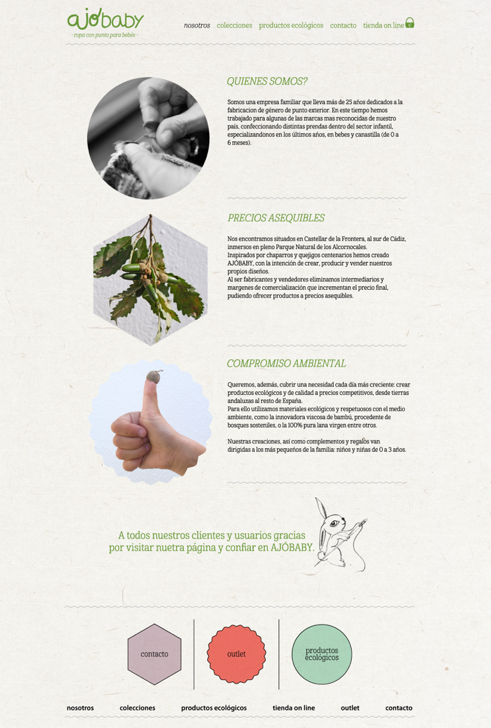 ajóbaby
·ropa con punto para bebés·
nosotros colecciones productos ecológicos contacto tienda on line
QUIENES SOMOS?
Somos una empresa familiar que lleva más de 25 años dedicados a la
fabricacion de género de punto exterior. En este tiempo hemos
trabajado para algunas de las marcas mas reconocidas de nuestro
país, confeccionando distintas prendas dentro del sector infantil,
especializándonos en los últimos años, en bebes y canastilla (de 0 a
6 meses).
PRECIOS ASEQUIBLES
Nos encontramos situados en Castellar de la Frontera, al sur de Cádiz,
inmersos en pleno Parque Natural de los Alcornocales.
Inspirados por chaparros y quejigos centenarios hemos creado
AJÓBABY, con la intención de crear, producir y vender nuestros
propios diseños.
Al ser fabricantes y vendedores eliminamos intermediarios y
margenes de comercialización que incrementan el precio final,
pudiendo ofrecer productos a precios asequibles.
COMPROMISO AMBIENTAL
Queremos, además, cubrir una necesidad cada día más creciente: crear
productos ecológicos y de calidad a precios competitivos, desde tierras
andaluzas al resto de España.
Para ello utilizamos materiales ecológicos y respetuosos con el medio
ambiente, como la innovadora viscosa de bambú, procedente de
bosques sosteniles, o la 100% pura lana virgen entre otros.
Nuestras creaciones, así como complementos y regalos van
dirigidas a los más pequeños de la familia: niños y niñas de 0 a 3 años.
A todos nuestros clientes y usuarios gracias
por visitar nuetra página y confiar en AJÓBABY.
contacto outlet productos
ecológicos
nosotros colecciones productos ecológicos tienda on line outlet contacto